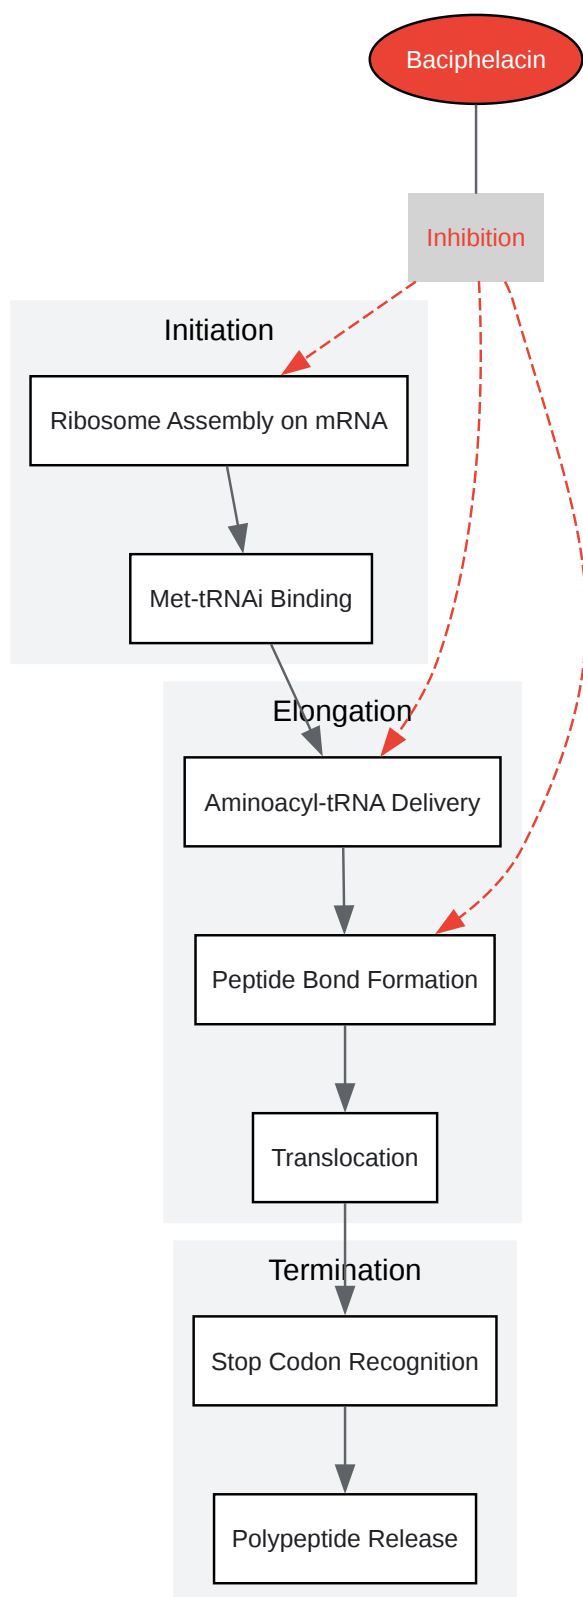 Baciphelacin
Inhibition
Initiation
Ribosome Assembly on mRNA
Met-tRNAi Binding
Elongation
Aminoacyl-tRNA Delivery
Peptide Bond Formation
Translocation
Termination
Stop Codon Recognition
Polypeptide Release